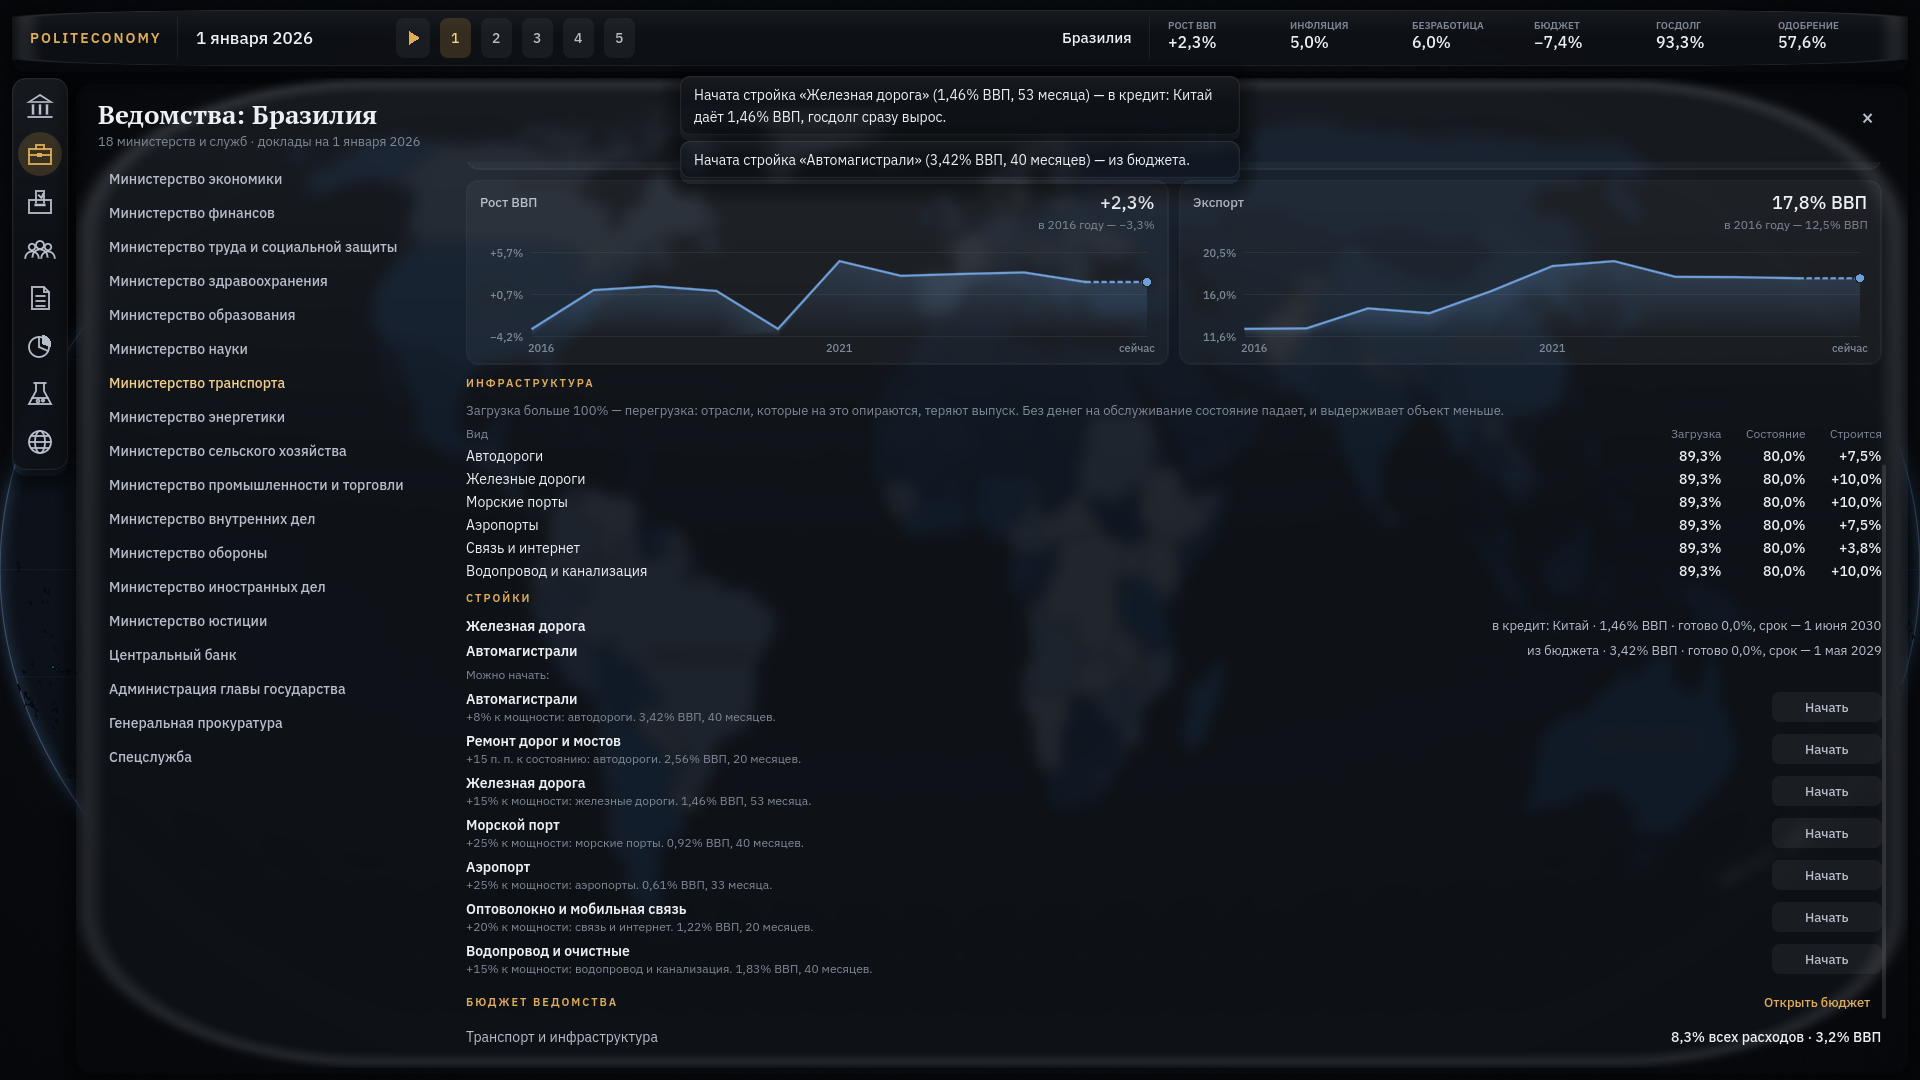 POLITECONOMY
1 января 2026
1
2
3
4
5
Бразилия
РОСТ ВВП
+2,3%
ИНФЛЯЦИЯ
5,0%
БЕЗРАБОТИЦА
6,0%
БЮДЖЕТ
−7,4%
ГОСДОЛГ
93,3%
ОДОБРЕНИЕ
57,6%
Начата стройка «Железная дорога» (1,46% ВВП, 53 месяца) — в кредит: Китай
даёт 1,46% ВВП, госдолг сразу вырос.
Начата стройка «Автомагистрали» (3,42% ВВП, 40 месяцев) — из бюджета.
Ведомства: Бразилия
18 министерств и служб · доклады на 1 января 2026
×
Министерство экономики
Министерство финансов
Министерство труда и социальной защиты
Министерство здравоохранения
Министерство образования
Министерство науки
Министерство транспорта
Министерство энергетики
Министерство сельского хозяйства
Министерство промышленности и торговли
Министерство внутренних дел
Министерство обороны
Министерство иностранных дел
Министерство юстиции
Центральный банк
Администрация главы государства
Генеральная прокуратура
Спецслужба
Рост ВВП
+2,3%
в 2016 году — −3,3%
+5,7%
+0,7%
−4,2%
2016
2021
сейчас
Экспорт
17,8% ВВП
в 2016 году — 12,5% ВВП
20,5%
16,0%
11,6%
2016
2021
сейчас
ИНФРАСТРУКТУРА
Загрузка больше 100% — перегрузка: отрасли, которые на это опираются, теряют выпуск. Без денег на обслуживание состояние падает, и выдерживает объект меньше.
Вид Загрузка Состояние Строится
Автодороги 89,3% 80,0% +7,5%
Железные дороги 89,3% 80,0% +10,0%
Морские порты 89,3% 80,0% +10,0%
Аэропорты 89,3% 80,0% +7,5%
Связь и интернет 89,3% 80,0% +3,8%
Водопровод и канализация 89,3% 80,0% +10,0%
СТРОЙКИ
Железная дорога в кредит: Китай · 1,46% ВВП · готово 0,0%, срок — 1 июня 2030
Автомагистрали из бюджета · 3,42% ВВП · готово 0,0%, срок — 1 мая 2029
Можно начать:
Автомагистрали
+8% к мощности: автодороги. 3,42% ВВП, 40 месяцев.
Начать
Ремонт дорог и мостов
+15 п. п. к состоянию: автодороги. 2,56% ВВП, 20 месяцев.
Начать
Железная дорога
+15% к мощности: железные дороги. 1,46% ВВП, 53 месяца.
Начать
Морской порт
+25% к мощности: морские порты. 0,92% ВВП, 40 месяцев.
Начать
Аэропорт
+25% к мощности: аэропорты. 0,61% ВВП, 33 месяца.
Начать
Оптоволокно и мобильная связь
+20% к мощности: связь и интернет. 1,22% ВВП, 20 месяцев.
Начать
Водопровод и очистные
+15% к мощности: водопровод и канализация. 1,83% ВВП, 40 месяцев.
Начать
БЮДЖЕТ ВЕДОМСТВА Открыть бюджет
Транспорт и инфраструктура 8,3% всех расходов · 3,2% ВВП